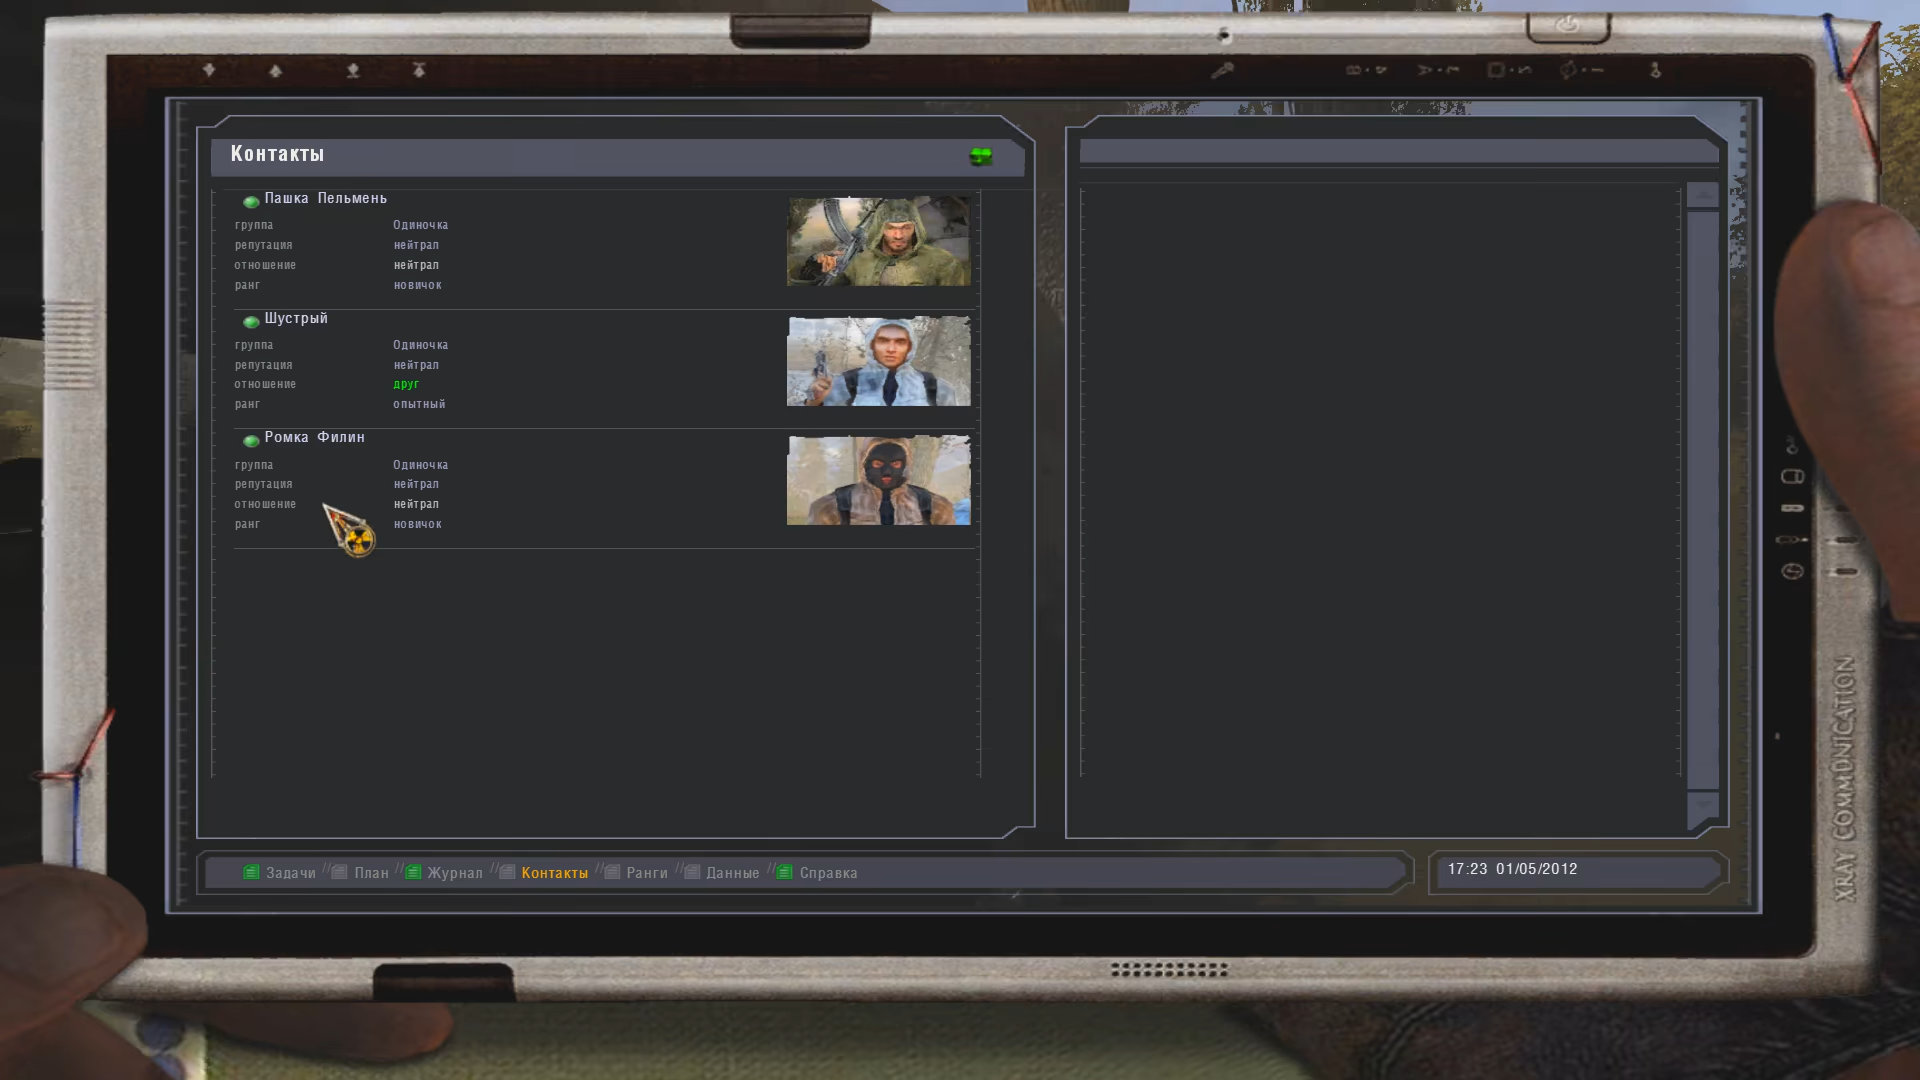 Контакты
Пашка Пельмень
группа Одиночка
репутация нейтрал
отношение нейтрал
ранг новичок
Шустрый
группа Одиночка
репутация нейтрал
отношение друг
ранг опытный
Ромка Филин
группа Одиночка
репутация нейтрал
отношение нейтрал
ранг новичок
Задачи // План // Журнал // Контакты // Ранги // Данные // Справка
17:23 01/05/2012
XRAY COMMUNICATION